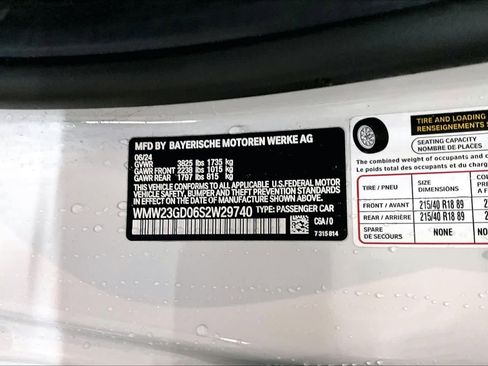 MFD BY BAYERISCHE MOTOREN WERKE AG
06/24
GVWR 3825 lbs 1735 kg
GAWR FRONT 2238 lbs 1015 kg
GAWR REAR 1797 lbs 815 kg
THIS VEHICLE CONFORMS TO ALL APPLICABLE U.S.FEDERAL MOTOR
VEHICLE SAFETY, BUMPER, AND THEFT PREVENTION STANDARDS IN
EFFECT ON THE DATE OF MANUFACTURE SHOWN ABOVE.
WMW23GD06S2W29740 TYPE: PASSENGER CAR
C6A / 0
7 315 814
TIRE AND LOADING
RENSEIGNEMENTS
SEATING CAPACITY
NOMBRE DE PLACES
The combined weight of occupants and
Le poids total des occupants et du
TIRE / PNEU
SIZE
DIMENSIONS
FRONT / AVANT
215/40 R18 89
REAR / ARRIÈRE
215/40 R18 89
SPARE
DE SECOURS
NONE